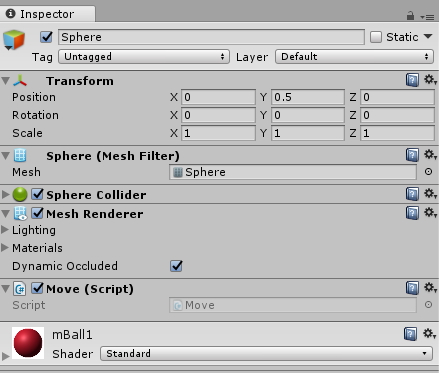 Inspector
Sphere Static
Tag Untagged Layer Default
Transform
Position X 0 Y 0.5 Z 0
Rotation X 0 Y 0 Z 0
Scale X 1 Y 1 Z 1
Sphere (Mesh Filter)
Mesh Sphere
Sphere Collider
Mesh Renderer
Lighting
Materials
Dynamic Occluded
Move (Script)
Script Move
mBall1
Shader Standard